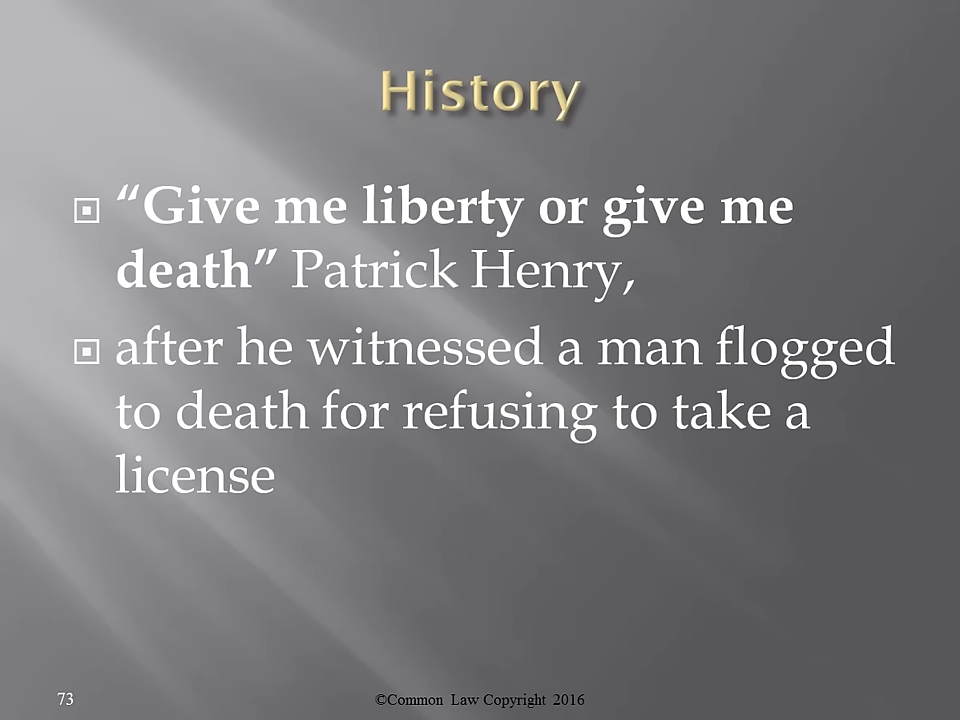 History
“Give me liberty or give me
death” Patrick Henry,
after he witnessed a man flogged
to death for refusing to take a
license
73
©Common Law Copyright 2016